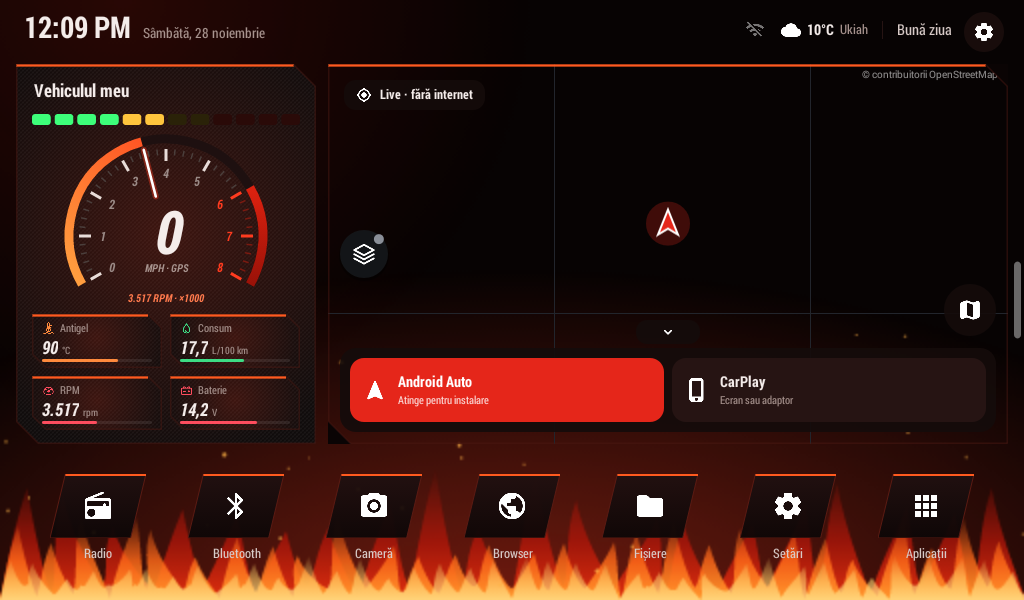 12:09 PM
Sâmbătă, 28 noiembrie
10°C Ukiah
Bună ziua
Vehiculul meu
© contribuitorii OpenStreetMap
Live · fără internet
0 1 2 3 4 5 6 7 8
0
MPH · GPS
3.517 RPM · ×1000
Antigel
90 °C
Consum
17,7 L/100 km
RPM
3.517 rpm
Baterie
14,2 V
Android Auto
Atinge pentru instalare
CarPlay
Ecran sau adaptor
Radio
Bluetooth
Cameră
Browser
Fișiere
Setări
Aplicații